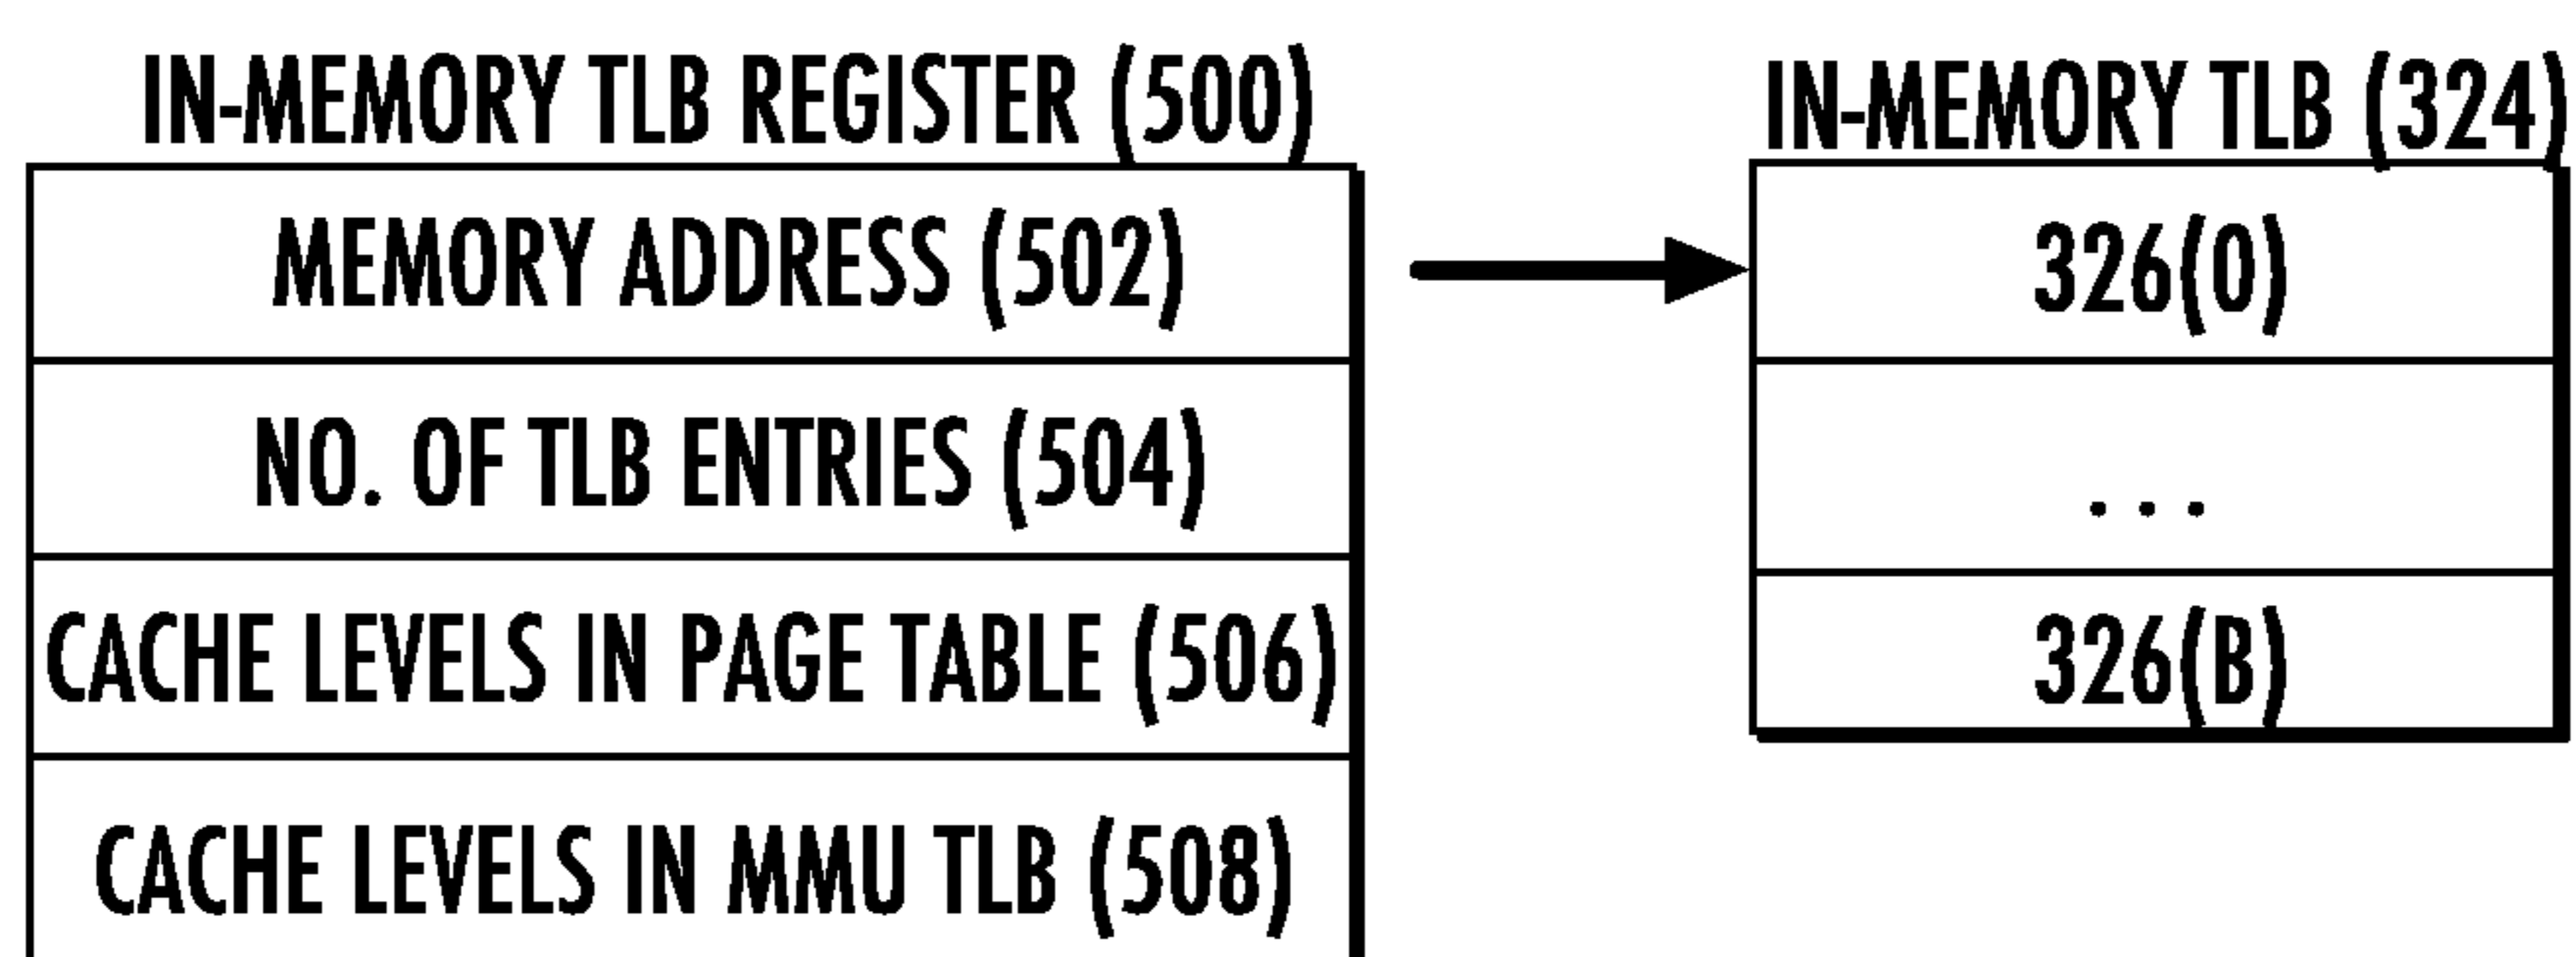 IN-MEMORY TLB REGISTER (500)
MEMORY ADDRESS (502)
NO. OF TLB ENTRIES (504)
CACHE LEVELS IN PAGE TABLE (506)
CACHE LEVELS IN MMU TLB (508)
IN-MEMORY TLB (324)
326(0)
...
326(B)